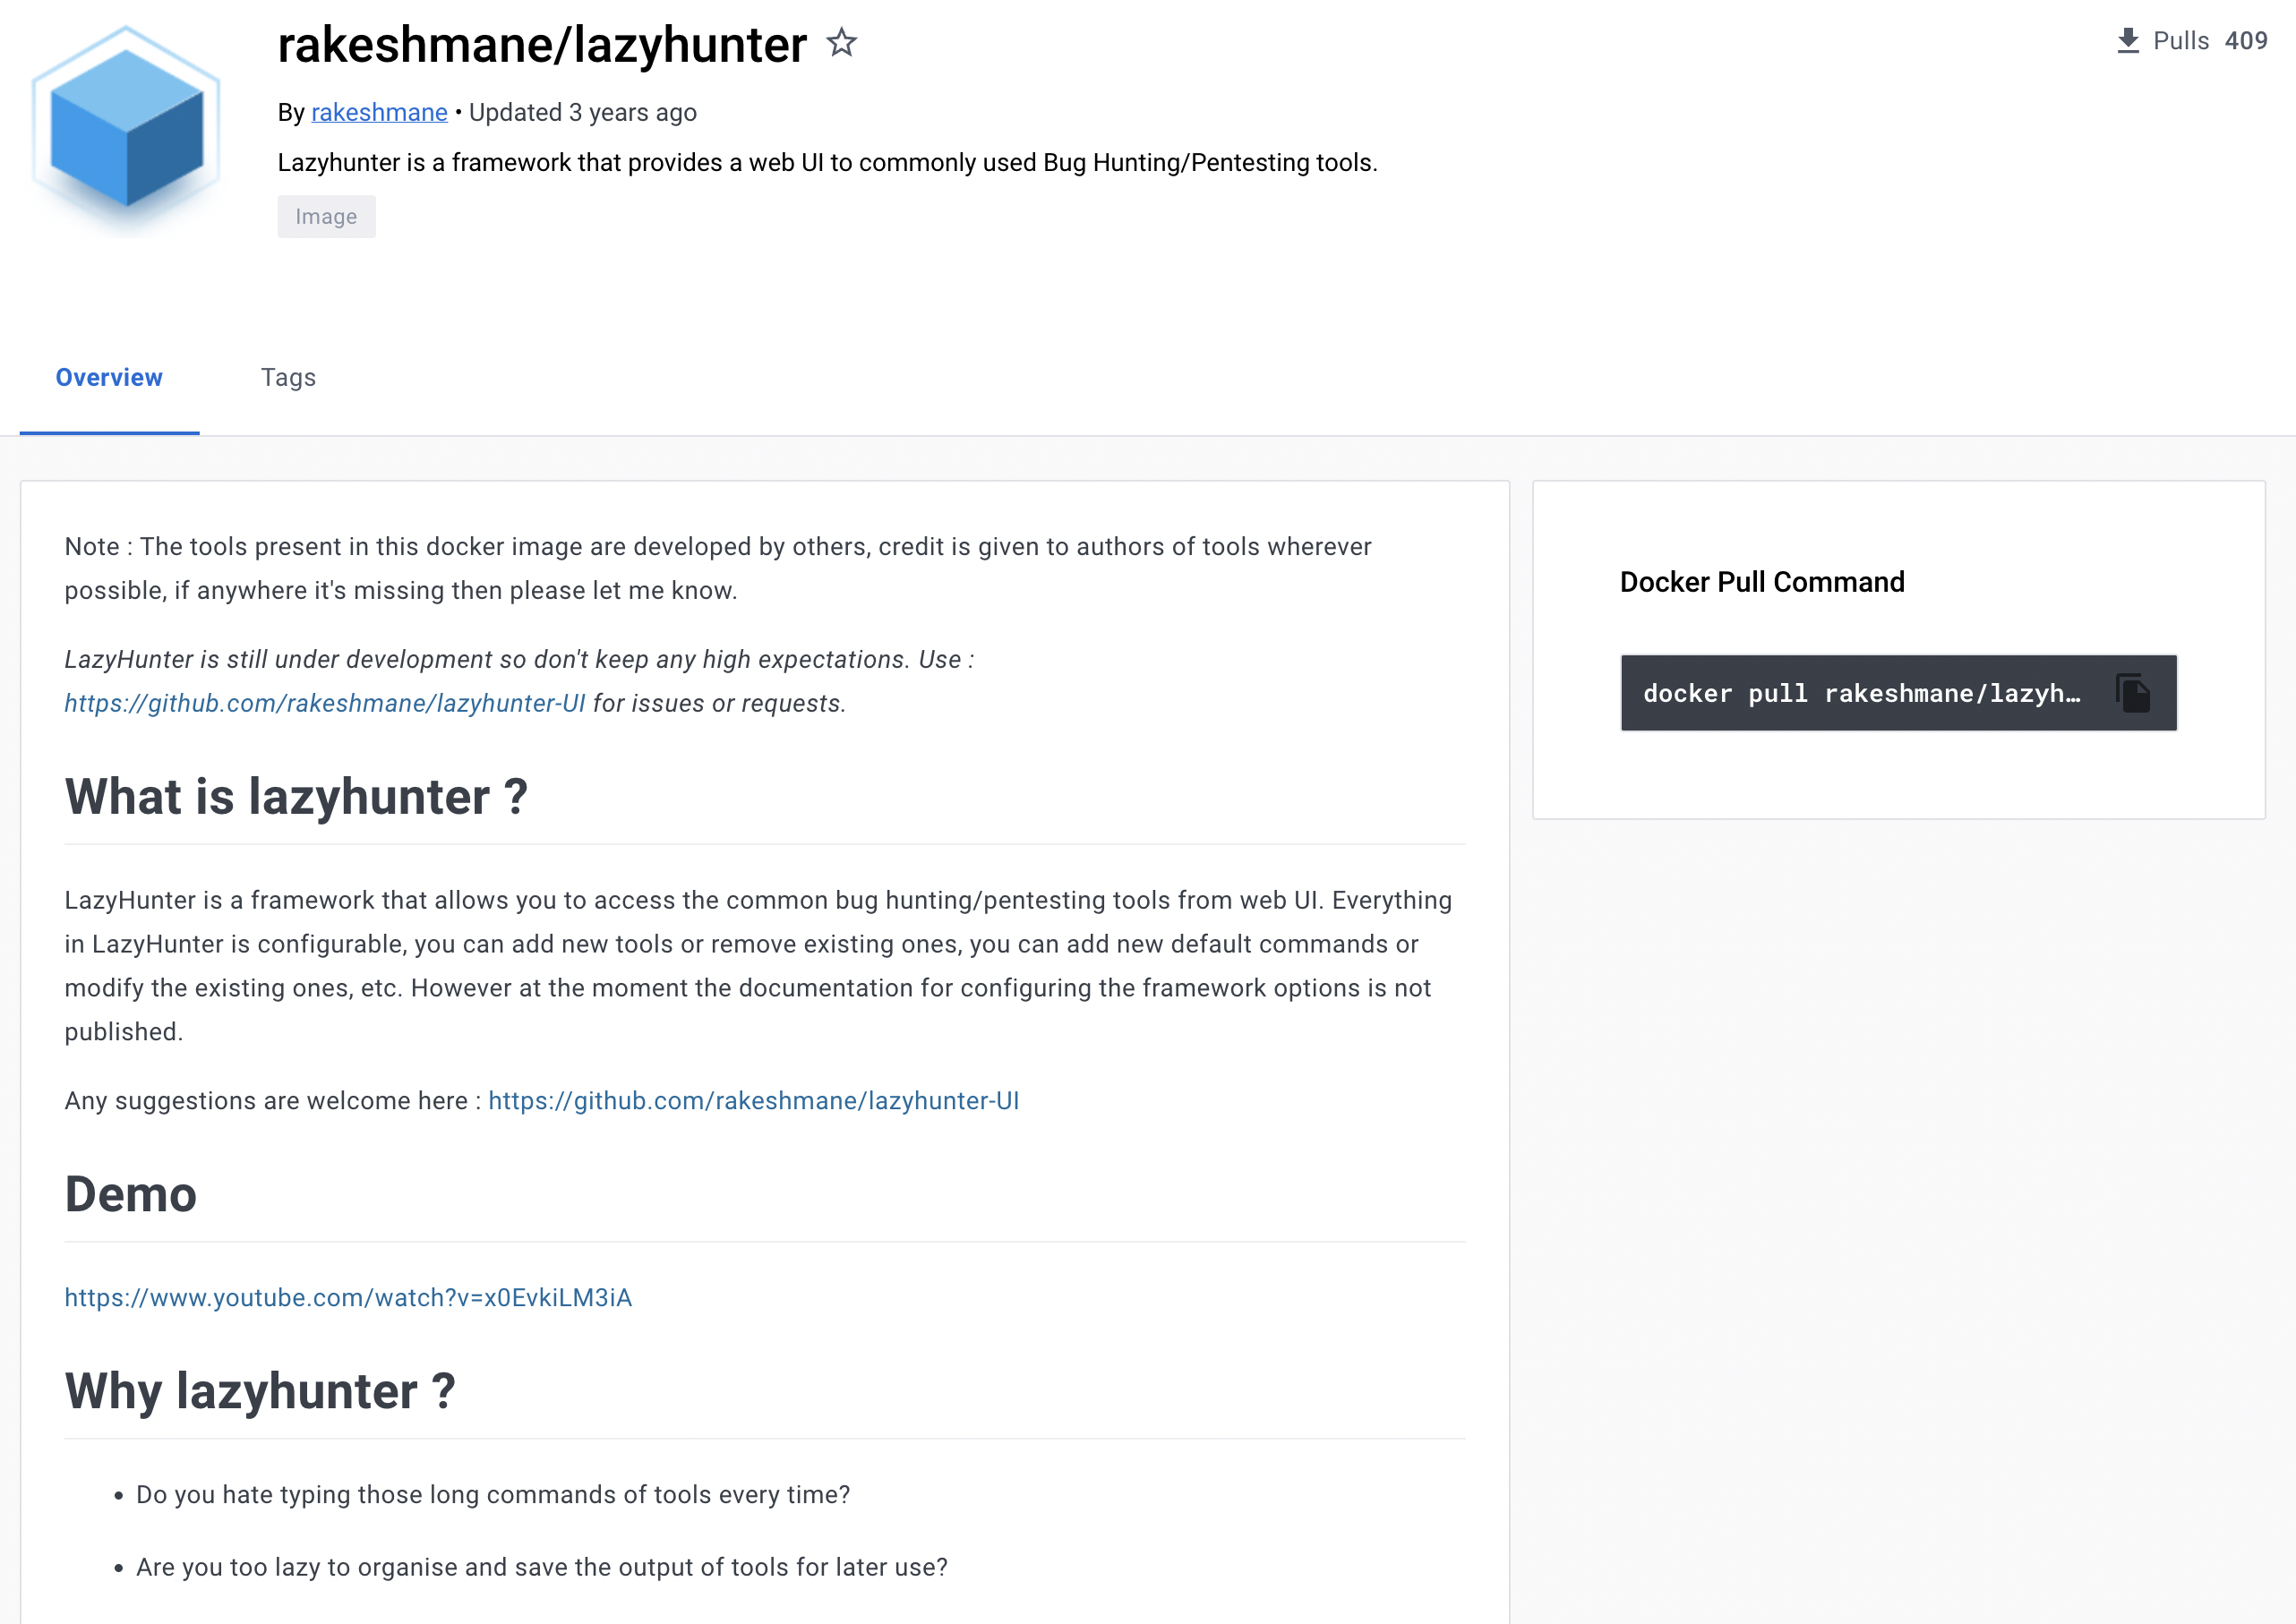 rakeshmane/lazyhunter
Pulls 409
By rakeshmane • Updated 3 years ago
Lazyhunter is a framework that provides a web UI to commonly used Bug Hunting/Pentesting tools.
Image
Overview
Tags
Note : The tools present in this docker image are developed by others, credit is given to authors of tools wherever
possible, if anywhere it's missing then please let me know.
LazyHunter is still under development so don't keep any high expectations. Use :
https://github.com/rakeshmane/lazyhunter-UI for issues or requests.
What is lazyhunter ?
LazyHunter is a framework that allows you to access the common bug hunting/pentesting tools from web UI. Everything
in LazyHunter is configurable, you can add new tools or remove existing ones, you can add new default commands or
modify the existing ones, etc. However at the moment the documentation for configuring the framework options is not
published.
Any suggestions are welcome here : https://github.com/rakeshmane/lazyhunter-UI
Demo
https://www.youtube.com/watch?v=x0EvkiLM3iA
Why lazyhunter ?
• Do you hate typing those long commands of tools every time?
• Are you too lazy to organise and save the output of tools for later use?
Docker Pull Command
docker pull rakeshmane/lazyh…